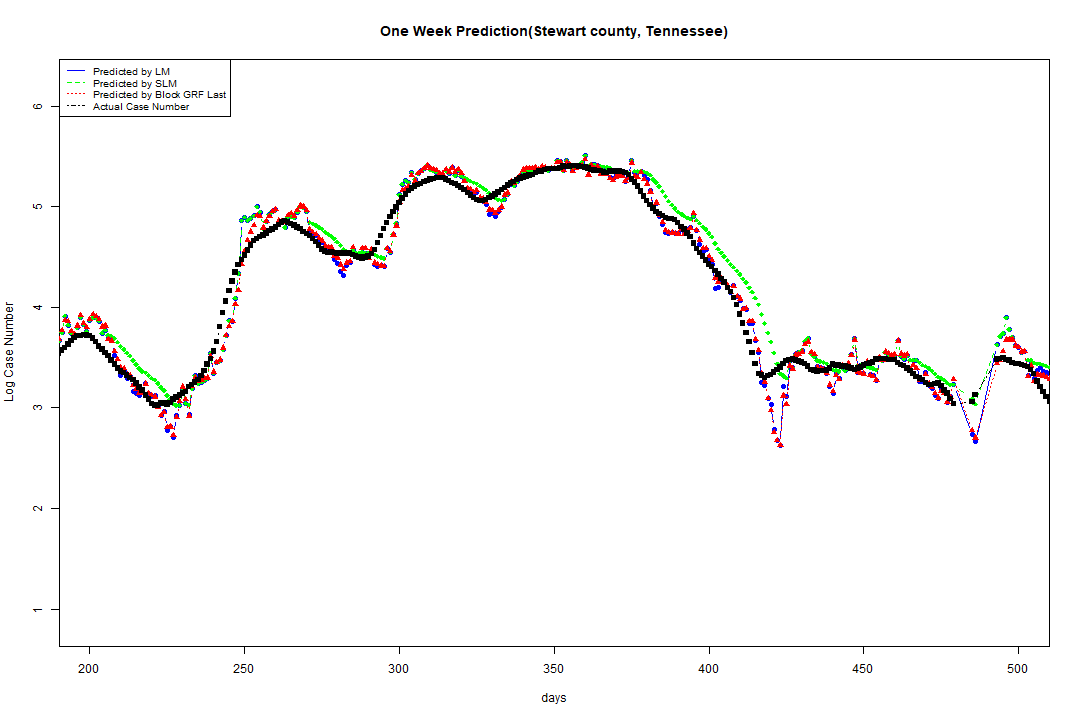 One Week Prediction(Stewart county, Tennessee)
Predicted by LM
Predicted by SLM
Predicted by Block GRF Last
Actual Case Number
6
5
4
3
2
1
Log Case Number
200 250 300 350 400 450 500
days